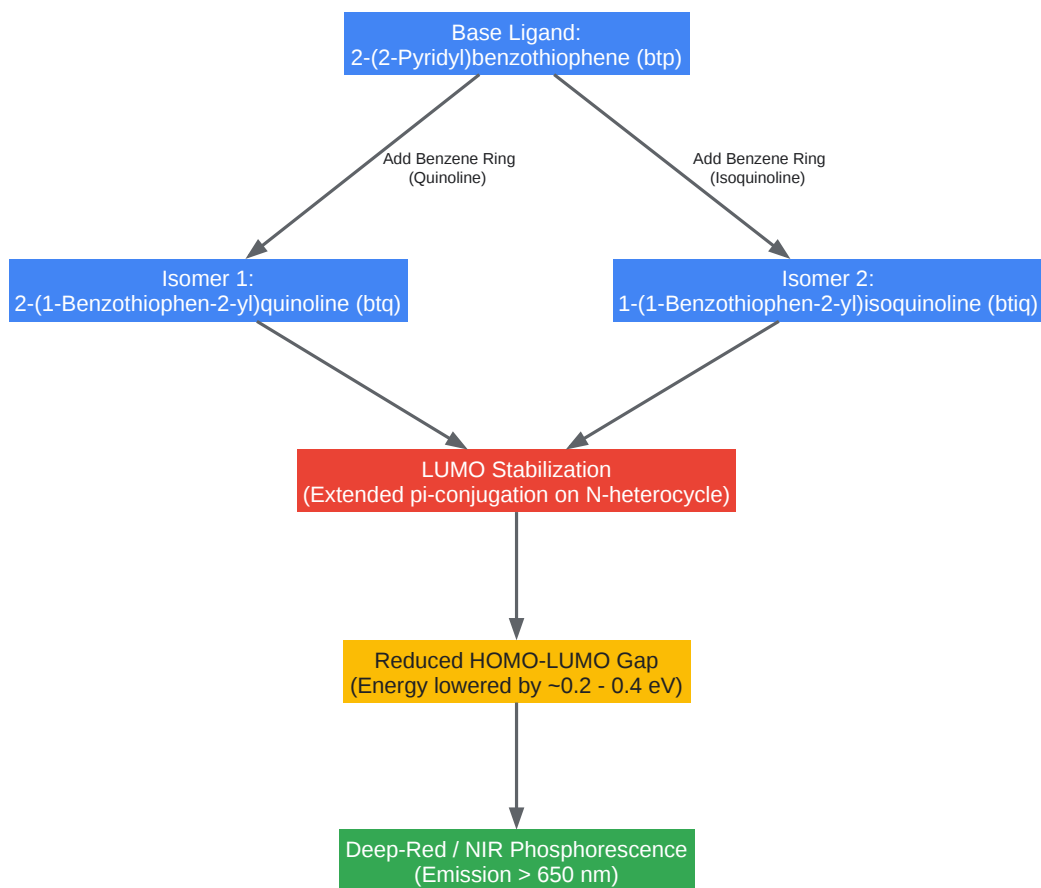 Base Ligand:
2-(2-Pyridyl)benzothiophene (btp)
Add Benzene Ring
(Quinoline)
Add Benzene Ring
(Isoquinoline)
Isomer 1:
2-(1-Benzothiophen-2-yl)quinoline (btq)
Isomer 2:
1-(1-Benzothiophen-2-yl)isoquinoline (btiq)
LUMO Stabilization
(Extended pi-conjugation on N-heterocycle)
Reduced HOMO-LUMO Gap
(Energy lowered by ~0.2 - 0.4 eV)
Deep-Red / NIR Phosphorescence
(Emission > 650 nm)